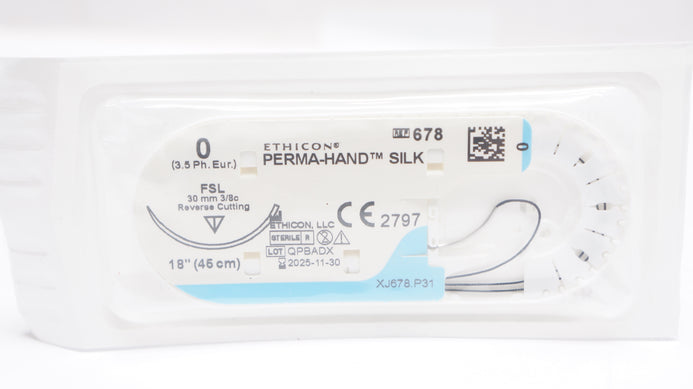 0
(3.5 Ph. Eur.)
FSL
30 mm 3/8c
Reverse Cutting
18" (45 cm)
ETHICON®
PERMA-HAND™ SILK
REF 678
ETHICON, LLC
STERILE R
LOT QPBADX
2025-11-30
CE 2797
XJ678.P31
0